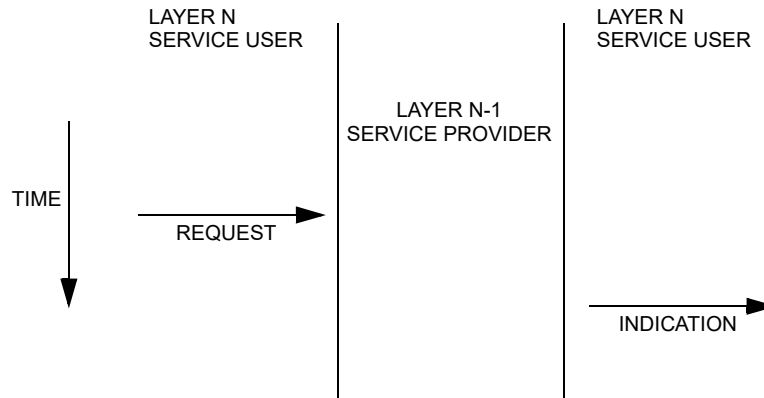 LAYER N
SERVICE USER
LAYER N
SERVICE USER
LAYER N-1
SERVICE PROVIDER
TIME
REQUEST
INDICATION